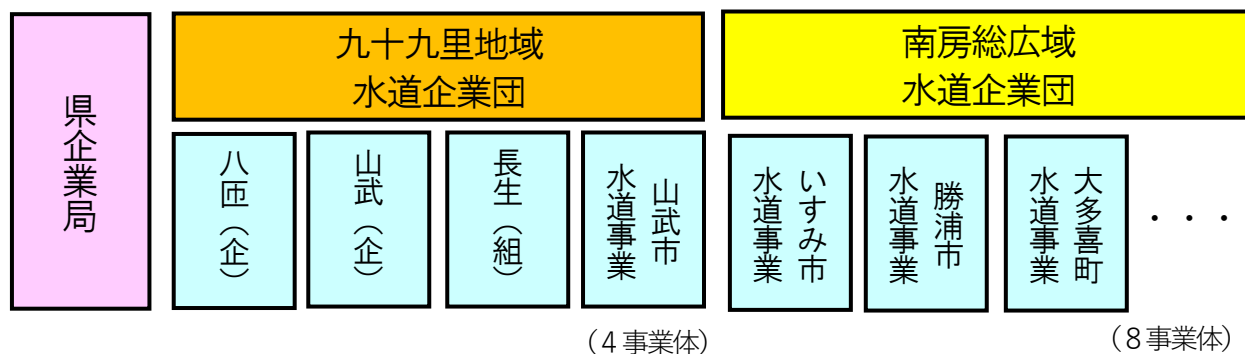 県企業局
九十九里地域
水道企業団
南房総広域
水道企業団
八匝（企）
山武（企）
長生（組）
山武市
水道事業
いすみ市
水道事業
勝浦市
水道事業
大多喜町
水道事業
・・・
（4事業体）
（8事業体）